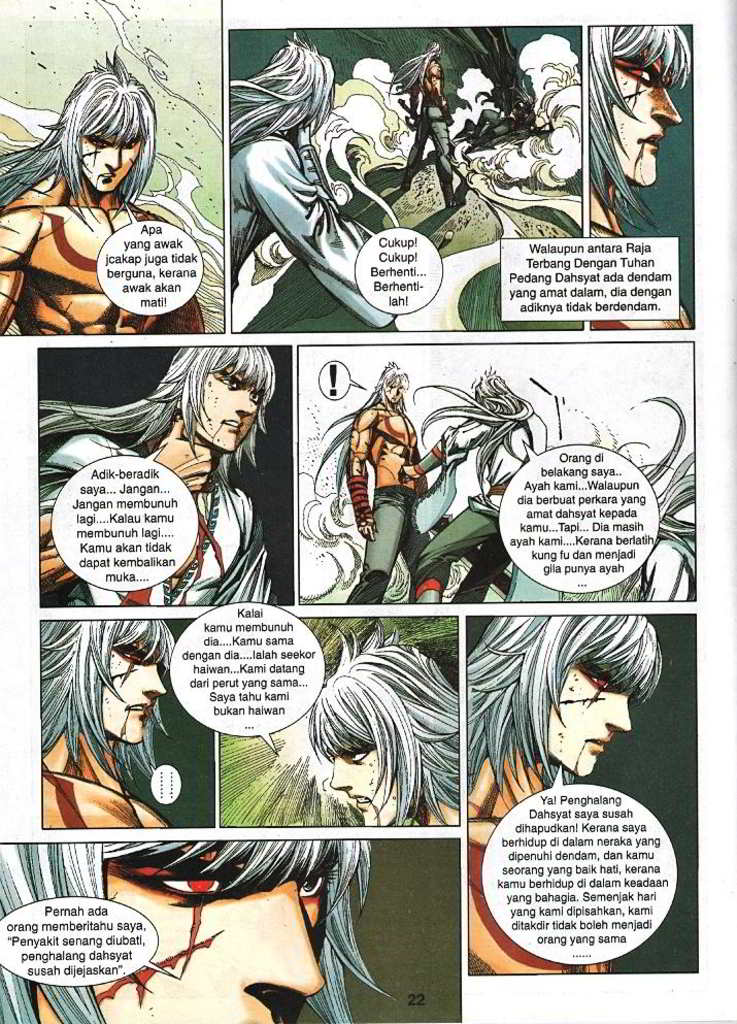 Apa
yang awak
jcakap juga tidak
berguna, kerana
awak akan
mati!
Cukup!
Cukup!
Berhenti...
Berhenti-
lah!
Walaupun antara Raja
Terbang Dengan Tuhan
Pedang Dahsyat ada dendam
yang amat dalam, dia dengan
adiknya tidak berdendam.
Adik-beradik
saya... Jangan...
Jangan membunuh
lagi....Kalau kamu
membunuh lagi....
Kamu akan tidak
dapat kembalikan
muka....
!
Orang di
belakang saya..
Ayah kami...Walaupun
dia berbuat perkara yang
amat dahsyat kepada
kamu...Tapi... Dia masih
ayah kami....Kerana berlatih
kung fu dan menjadi
gila punya ayah
...
Kalai
kamu membunuh
dia....Kamu sama
dengan dia....ialah seekor
haiwan...Kami datang
dari perut yang sama...
Saya tahu kami
bukan haiwan
...
......
Ya! Penghalang
Dahsyat saya susah
dihapudkan! Kerana saya
berhidup di dalam neraka yang
dipenuhi dendam, dan kamu
seorang yang baik hati, kerana
kamu berhidup di dalam keadaan
yang bahagia. Semenjak hari
yang kami dipisahkan, kami
ditakdir tidak boleh menjadi
orang yang sama
......
Pernah ada
orang memberitahu saya,
"Penyakit senang diubati,
penghalang dahsyat
susah dijejaskan".
22